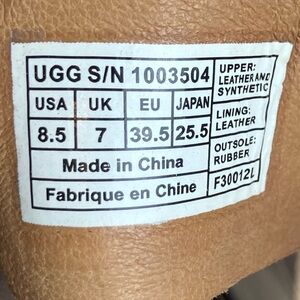 UGG S/N 1003504
USA UK EU JAPAN
8.5 7 39.5 25.5
Made in China
Fabrique en Chine
UPPER:
LEATHER AND
SYNTHETIC
LINING:
LEATHER
OUTSOLE:
RUBBER
F30012L